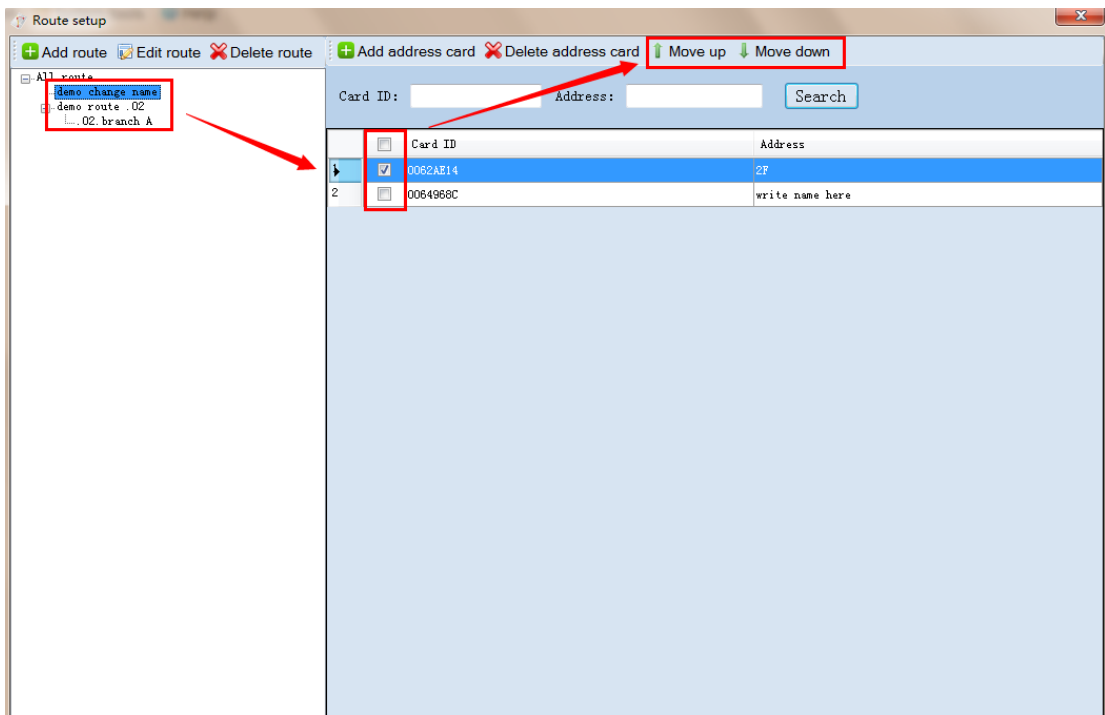 Route setup
Add route Edit route Delete route Add address card Delete address card Move up Move down
All route
demo change name
demo route .02
.02.branch A
Card ID: Address: Search
Card ID Address
1 0062AE14 2F
2 0064968C write name here